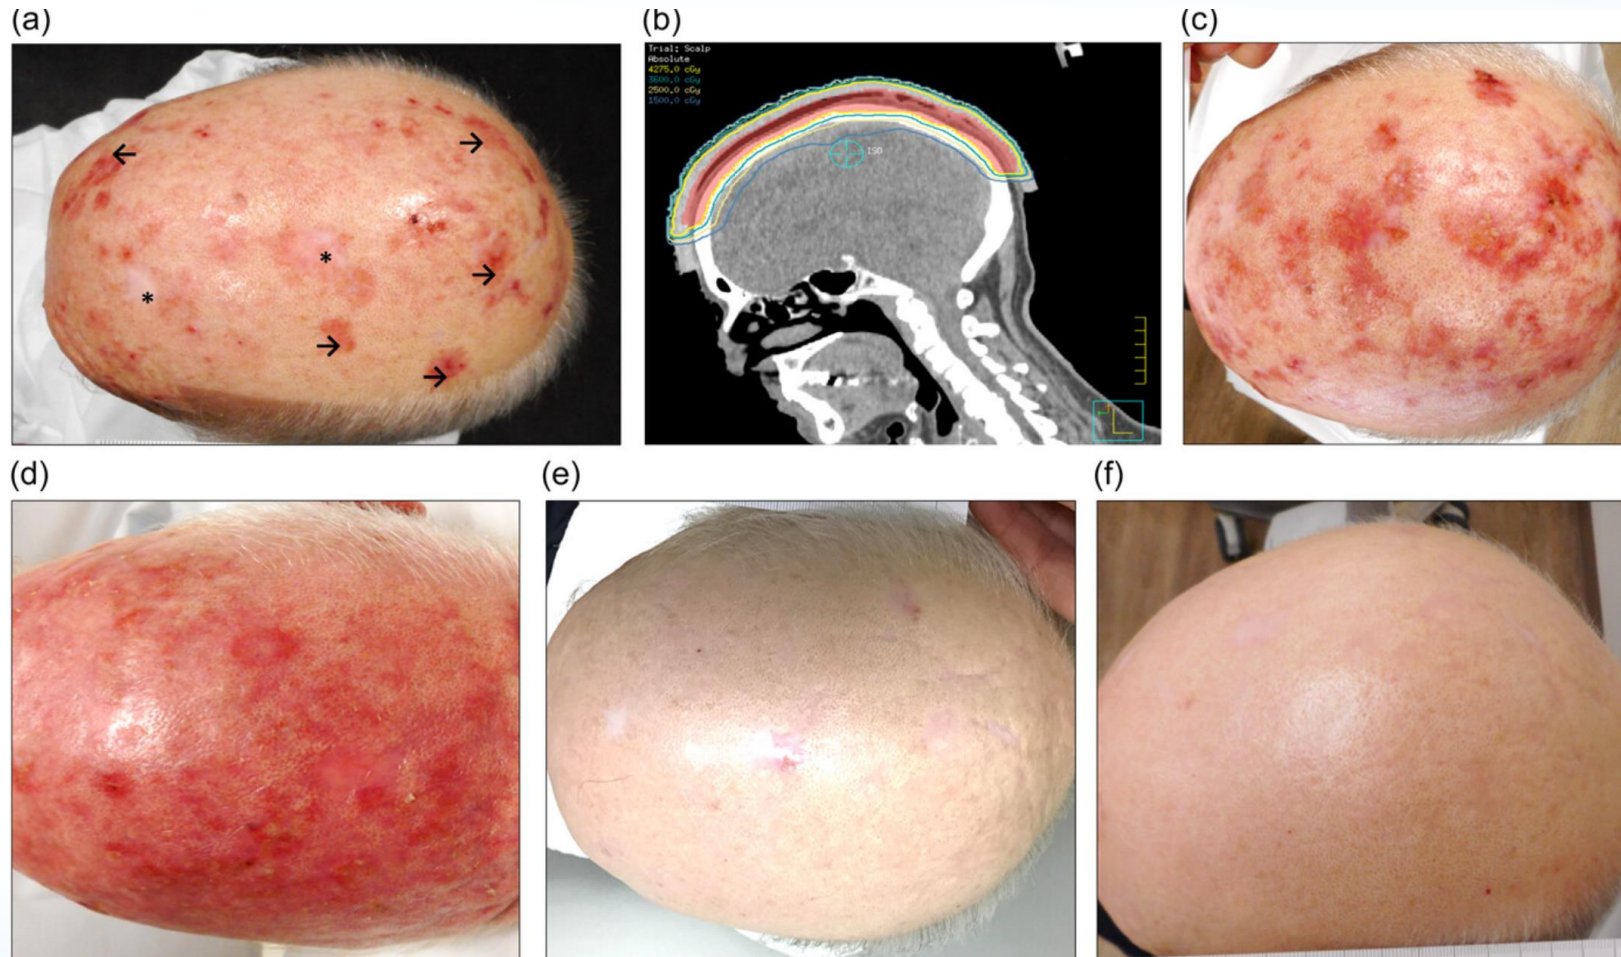 (a)
(b)
(c)
Trial: Scalp
Absolute
4275.0 cGy
3600.0 cGy
2500.0 cGy
1500.0 cGy
ISO
*
*
(d)
(e)
(f)